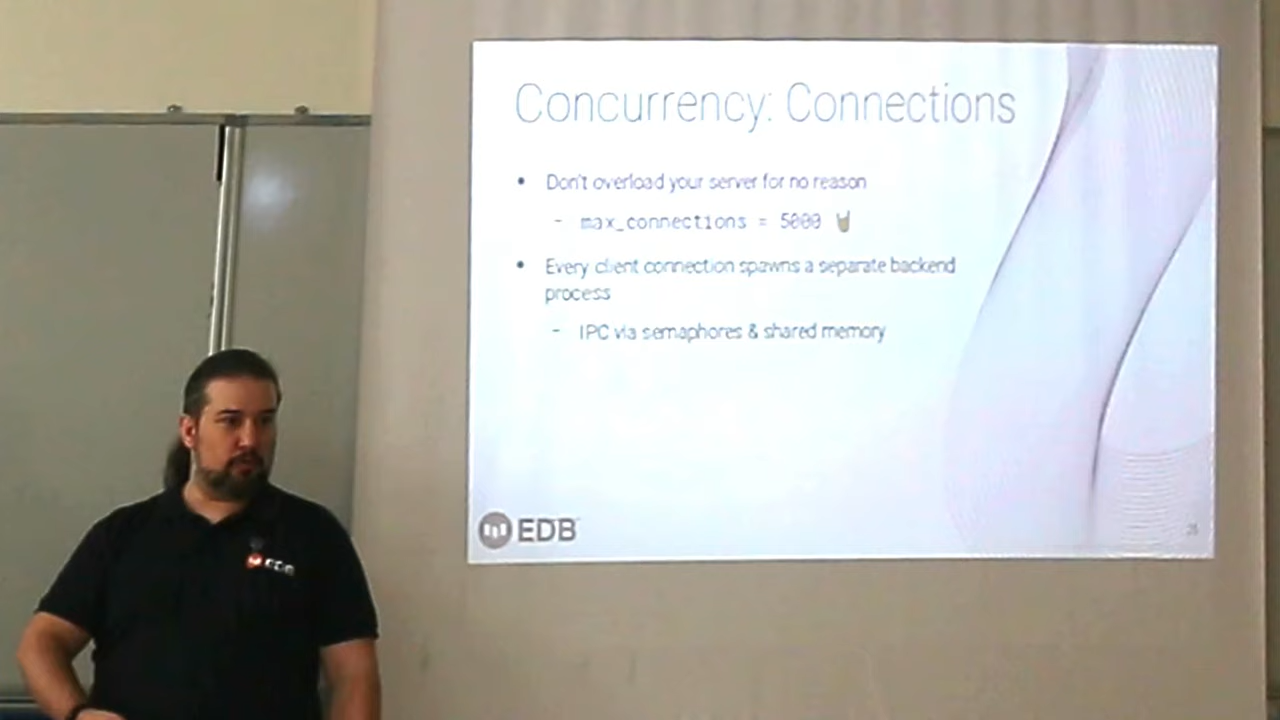 Concurrency: Connections
• Don't overload your server for no reason
- max_connections = 5000 🤘
• Every client connection spawns a separate backend
process
- IPC via semaphores & shared memory
EDB
EDB